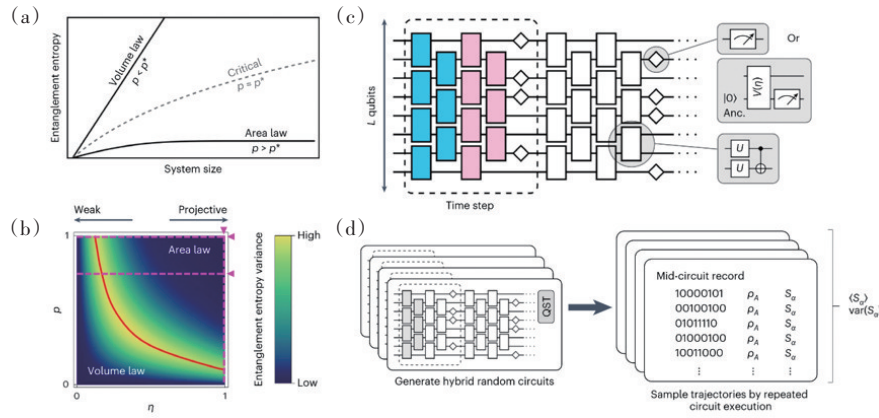 (a)
Entanglement entropy
Volume law
p < p*
Critical
p = p*
Area law
p > p*
System size
(b)
Weak
Projective
1
p
0
Area law
Volume law
0
η
1
Entanglement entropy variance
High
Low
(c)
L qubits
Time step
Or
|0⟩
Anc.
V(η)
U
U
(d)
QST
Generate hybrid random circuits
Mid-circuit record
10000101 ρA Sα
00100100 ρA Sα
01011110 ρA Sα
01000100 ρA Sα
10011000 ρA Sα
⋮ ⋮ ⋮
Sample trajectories by repeated
circuit execution
⟨Sα⟩
var(Sα